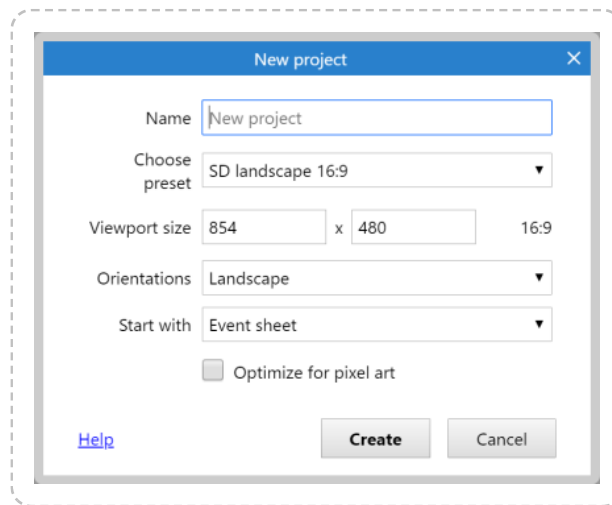 New project
Name New project
Choose
preset SD landscape 16:9
Viewport size 854 x 480 16:9
Orientations Landscape
Start with Event sheet
Optimize for pixel art
Help Create Cancel